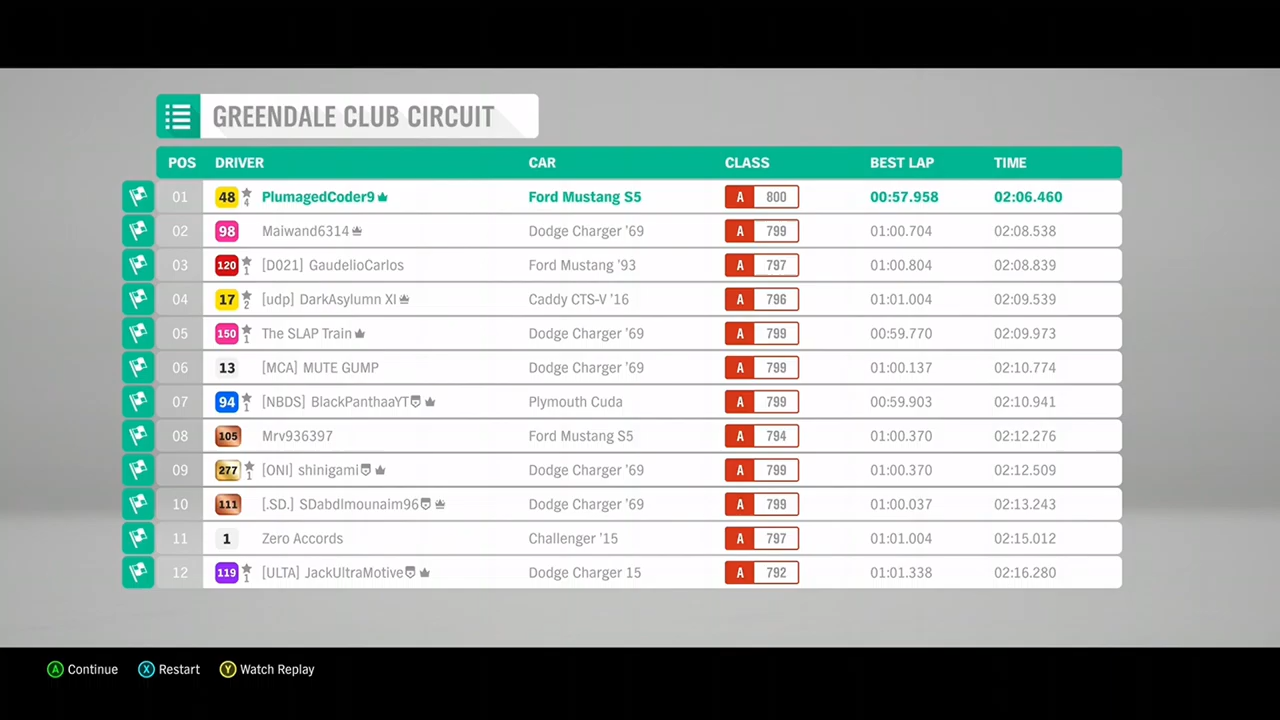 GREENDALE CLUB CIRCUIT
POS DRIVER CAR CLASS BEST LAP TIME
01 48 4 PlumagedCoder9 Ford Mustang S5 A 800 00:57.958 02:06.460
02 98 Maiwand6314 Dodge Charger '69 A 799 01:00.704 02:08.538
03 120 1 [D021] GaudelioCarlos Ford Mustang '93 A 797 01:00.804 02:08.839
04 17 2 [udp] DarkAsylumn XI Caddy CTS-V '16 A 796 01:01.004 02:09.539
05 150 1 The SLAP Train Dodge Charger '69 A 799 00:59.770 02:09.973
06 13 [MCA] MUTE GUMP Dodge Charger '69 A 799 01:00.137 02:10.774
07 94 1 [NBDS] BlackPanthaaYT Plymouth Cuda A 799 00:59.903 02:10.941
08 105 Mrv936397 Ford Mustang S5 A 794 01:00.370 02:12.276
09 277 1 [ONI] shinigami Dodge Charger '69 A 799 01:00.370 02:12.509
10 111 [.SD.] SDabdlmounaim96 Dodge Charger '69 A 799 01:00.037 02:13.243
11 1 Zero Accords Challenger '15 A 797 01:01.004 02:15.012
12 119 1 [ULTA] JackUltraMotive Dodge Charger 15 A 792 01:01.338 02:16.280
A Continue X Restart Y Watch Replay